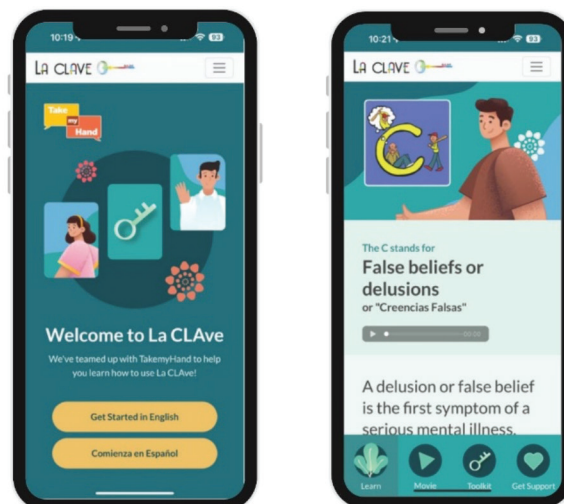 10:19
93
LA CLAVE
Take
my
Hand
Welcome to La CLAve
We've teamed up with TakemyHand to help
you learn how to use La CLAve!
Get Started in English
Comienza en Español
10:21
93
LA CLAVE
C
The C stands for
False beliefs or
delusions
or "Creencias Falsas"
A delusion or false belief
is the first symptom of a
serious mental illness.
Learn
Movie
Toolkit
Get Support